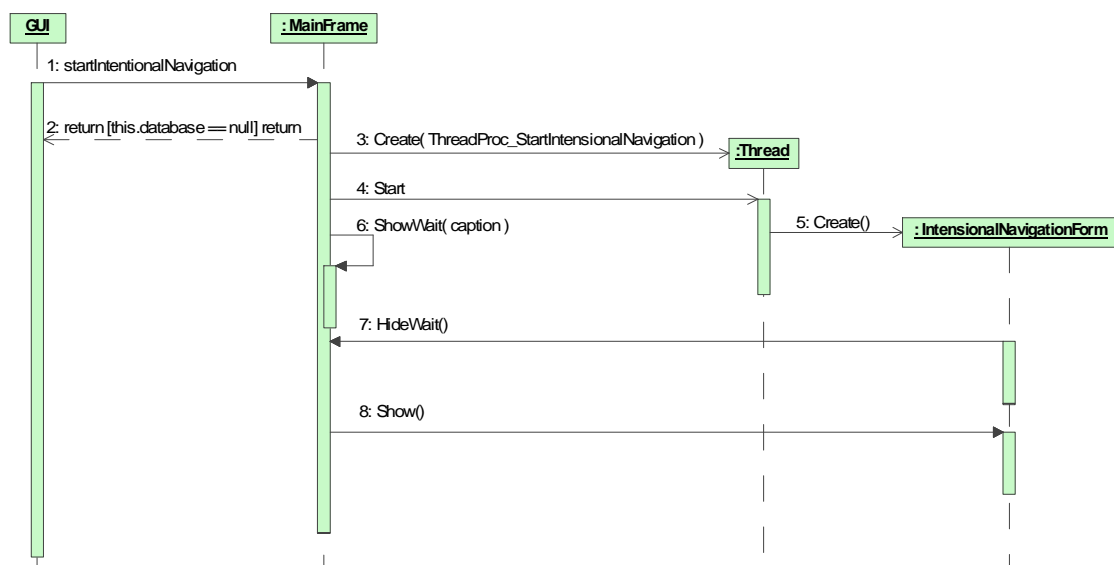 GUI
: MainFrame
1: startIntentionalNavigation
2: return [this.database == null] return
3: Create( ThreadProc_StartIntensionalNavigation )
:Thread
4: Start
6: ShowWait( caption )
5: Create()
: IntensionalNavigationForm
7: HideWait()
8: Show()